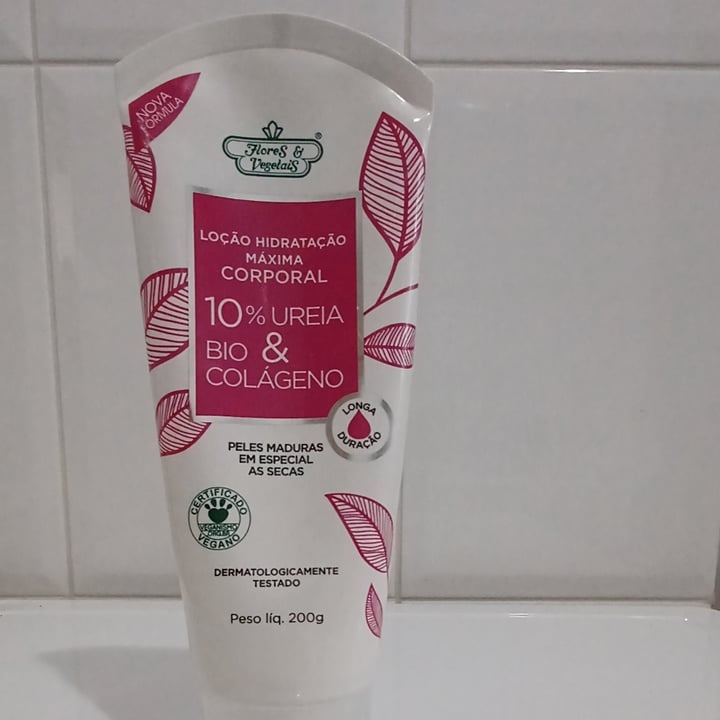 NOVA
FÓRMULA
Flores &
Vegetais
®
LOÇÃO HIDRATAÇÃO
MÁXIMA
CORPORAL
10% UREIA
BIO &
COLÁGENO
LONGA
DURAÇÃO
PELES MADURAS
EM ESPECIAL
AS SECAS
CERTIFICADO
VEGANISMO
VEGANO
DERMATOLOGICAMENTE
TESTADO
Peso líq. 200g